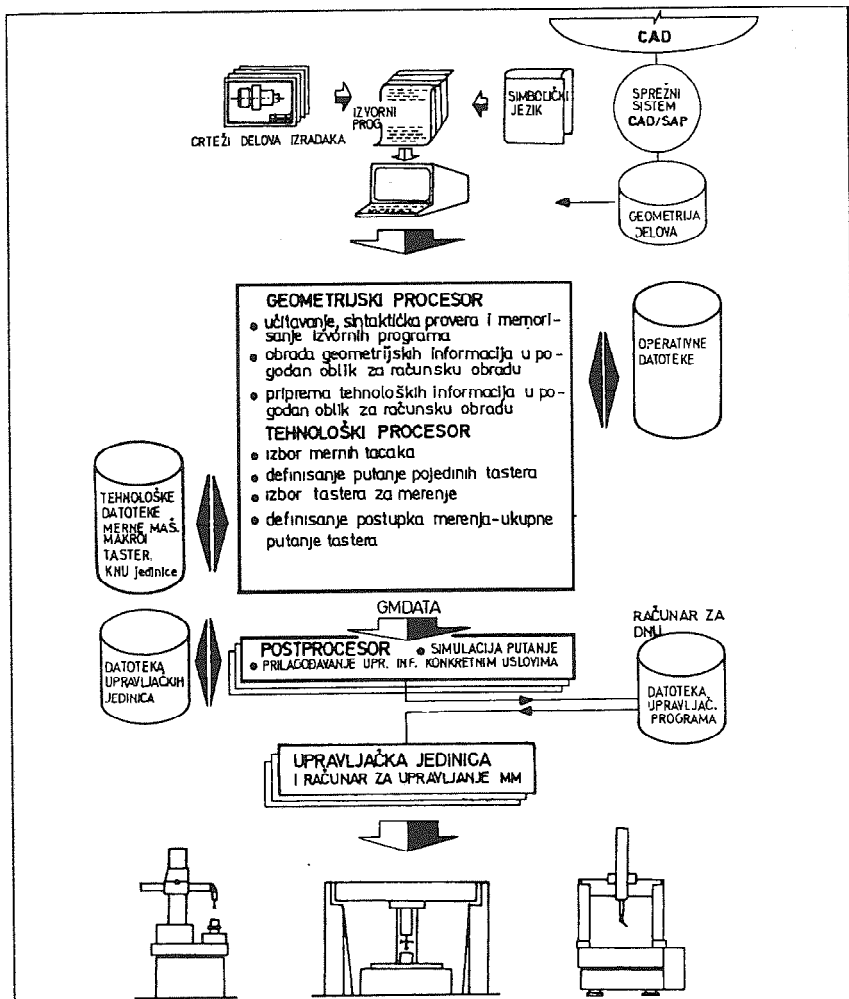 CAD
SPREŽNI
SISTEM
CAD/SAP
GEOMETRIJA
DELOVA
CRTEŽI DELOVA IZRADAKA
IZVORNI
PROG.
SIMBOLIČKI
JEZIK
GEOMETRIJSKI PROCESOR
• učitavanje, sintaktička provera i memori-
sanje izvornih programa
• obrada geometrijskih informacija u po-
godan oblik za računsku obradu
• priprema tehnoloških informacija u po-
godan oblik za računsku obradu
TEHNOLOŠKI PROCESOR
• izbor mernih tacaka
• definisanje putanje pojedinih tastera
• izbor tastera za merenje
• definisanje postupka merenja-ukupne
putanje tastera
OPERATIVNE
DATOTEKE
TEHNOLOŠKE
DATOTEKE
MERNE MAŠ.
MAKROI
TASTER.
KNU jedinice
GMDATA
POSTPROCESOR • SIMULACIJA PUTANJE
• PRILAGOĐAVANJE UPR. INF. KONKRETNIM USLOVIMA
DATOTEKA
UPRAVLJAČKIH
JEDINICA
RAČUNAR ZA
DNU
DATOTEKA
UPRAVLJAČ.
PROGRAMA
UPRAVLJAČKA JEDINICA
I RAČUNAR ZA UPRAVLJANJE MM